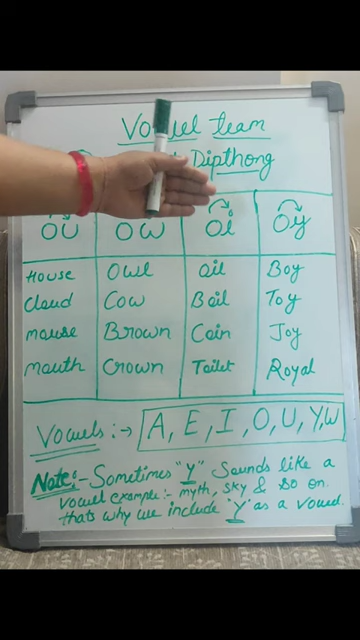 Vowel team
Dipthong
OU OW Oi Oy
House Owl Oil Boy
Cloud Cow Boil Toy
mouse Brown Coin Joy
mouth Crown Toilet Royal
Vowels :→ A, E, I, O, U, Y, W
Note :- Sometimes "Y" Sounds like a
vowel example :- myth, sky & so on.
thats why we include 'Y' as a vowel.